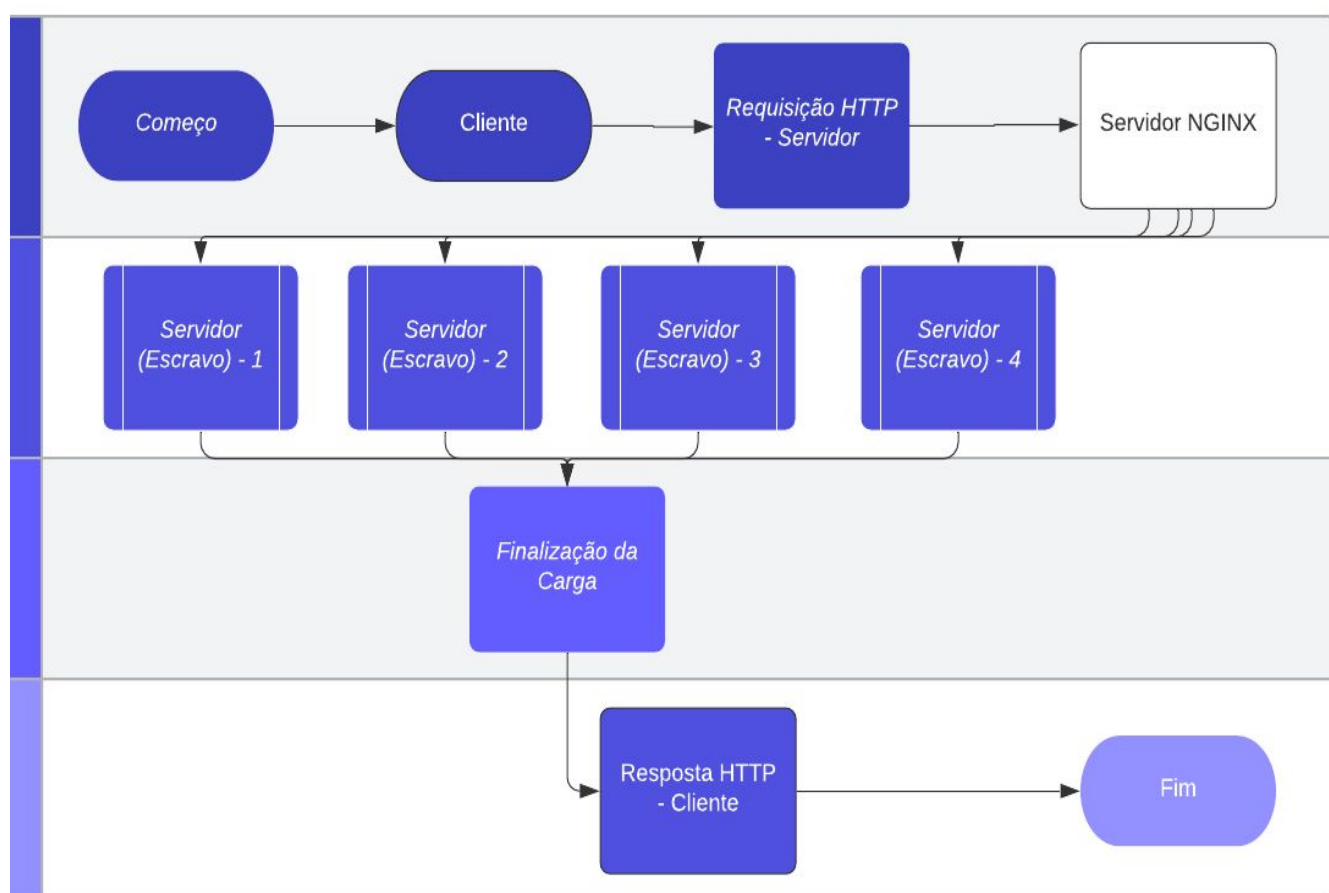 Começo
Cliente
Requisição HTTP
- Servidor
Servidor NGINX
Servidor
(Escravo) - 1
Servidor
(Escravo) - 2
Servidor
(Escravo) - 3
Servidor
(Escravo) - 4
Finalização da
Carga
Resposta HTTP
- Cliente
Fim